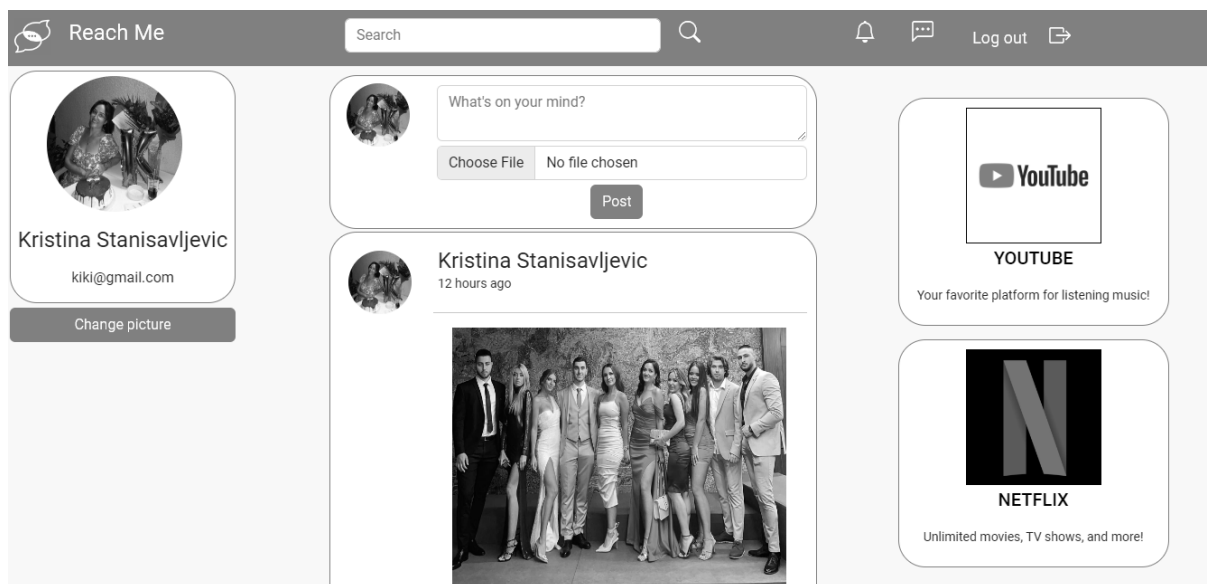 Reach Me
Search
Log out
Kristina Stanisavljevic
kiki@gmail.com
Change picture
What's on your mind?
Choose File No file chosen
Post
Kristina Stanisavljevic
12 hours ago
YouTube
YOUTUBE
Your favorite platform for listening music!
N
NETFLIX
Unlimited movies, TV shows, and more!